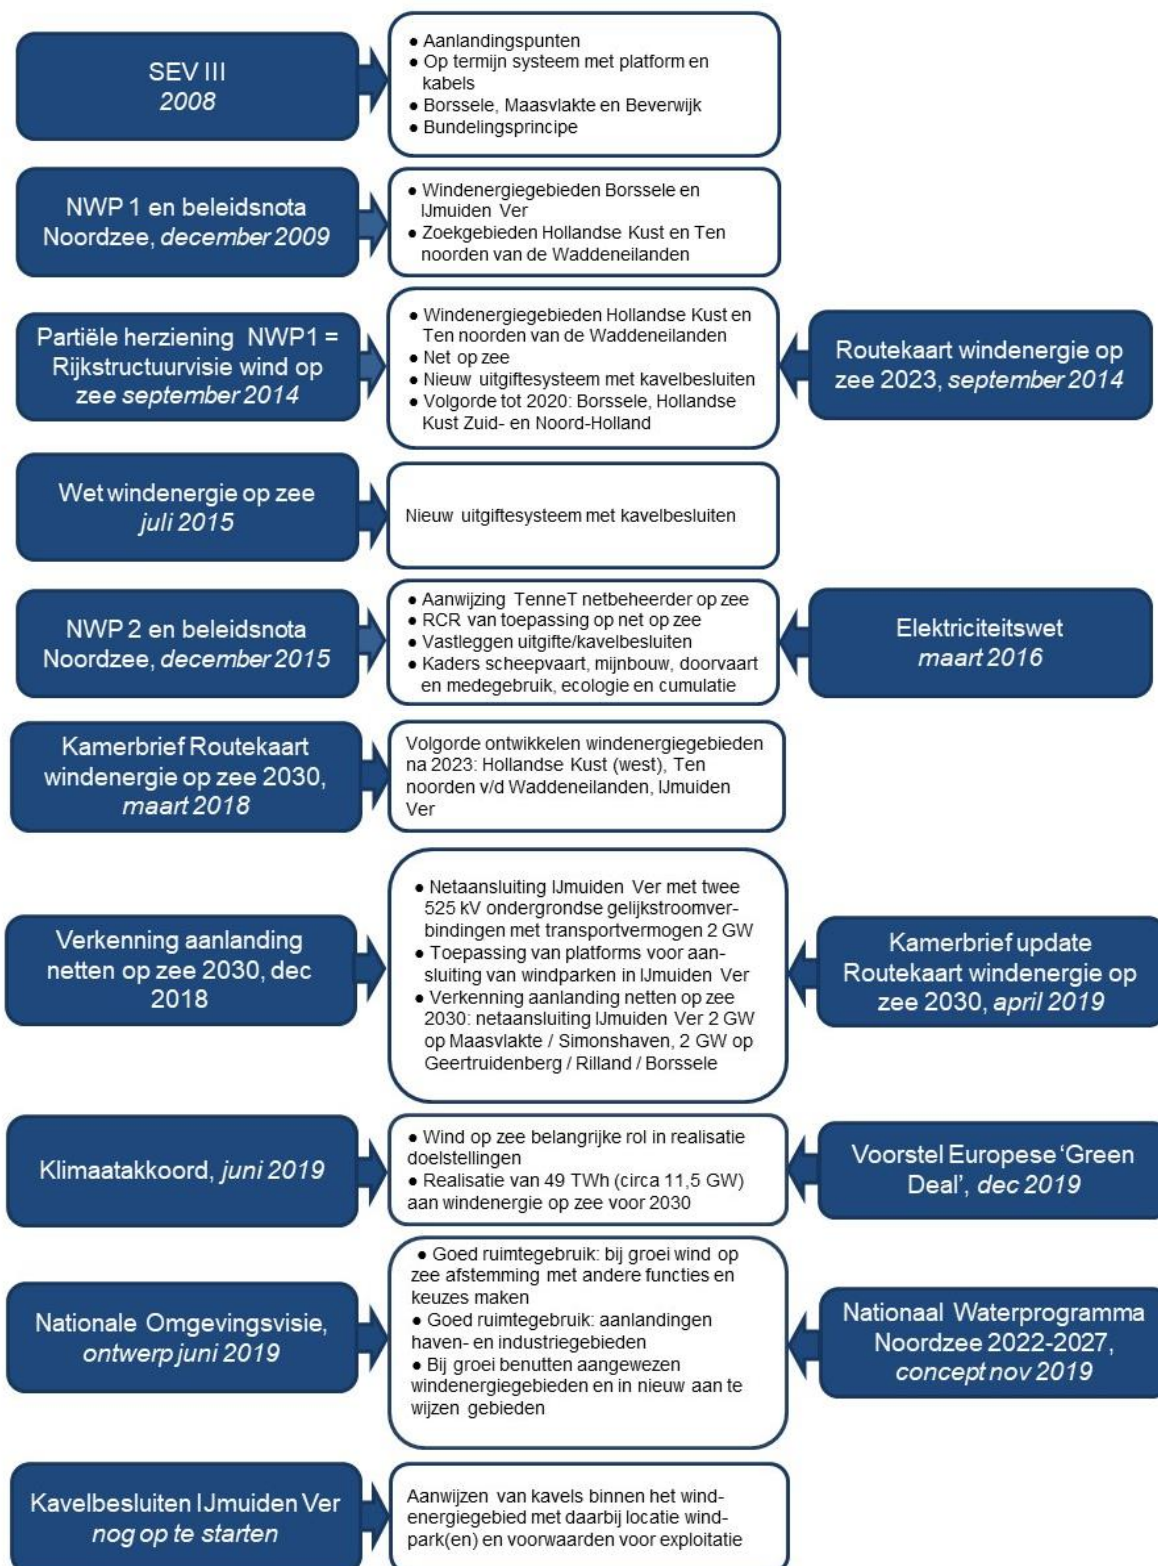 SEV III
2008
● Aanlandingspunten
● Op termijn systeem met platform en
kabels
● Borssele, Maasvlakte en Beverwijk
● Bundelingsprincipe
NWP 1 en beleidsnota
Noordzee, december 2009
● Windenergiegebieden Borssele en
IJmuiden Ver
● Zoekgebieden Hollandse Kust en Ten
noorden van de Waddeneilanden
Partiële herziening NWP1 =
Rijkstructuurvisie wind op
zee september 2014
● Windenergiegebieden Hollandse Kust en
Ten noorden van de Waddeneilanden
● Net op zee
● Nieuw uitgiftesysteem met kavelbesluiten
● Volgorde tot 2020: Borssele, Hollandse
Kust Zuid- en Noord-Holland
Routekaart windenergie op
zee 2023, september 2014
Wet windenergie op zee
juli 2015
Nieuw uitgiftesysteem met kavelbesluiten
NWP 2 en beleidsnota
Noordzee, december 2015
● Aanwijzing TenneT netbeheerder op zee
● RCR van toepassing op net op zee
● Vastleggen uitgifte/kavelbesluiten
● Kaders scheepvaart, mijnbouw, doorvaart
en medegebruik, ecologie en cumulatie
Elektriciteitswet
maart 2016
Kamerbrief Routekaart
windenergie op zee 2030,
maart 2018
Volgorde ontwikkelen windenergiegebieden
na 2023: Hollandse Kust (west), Ten
noorden v/d Waddeneilanden, IJmuiden
Ver
Verkenning aanlanding
netten op zee 2030, dec
2018
● Netaansluiting IJmuiden Ver met twee
525 kV ondergrondse gelijkstroomver-
bindingen met transportvermogen 2 GW
● Toepassing van platforms voor aan-
sluiting van windparken in IJmuiden Ver
● Verkenning aanlanding netten op zee
2030: netaansluiting IJmuiden Ver 2 GW
op Maasvlakte / Simonshaven, 2 GW op
Geertruidenberg / Rilland / Borssele
Kamerbrief update
Routekaart windenergie op
zee 2030, april 2019
Klimaatakkoord, juni 2019
● Wind op zee belangrijke rol in realisatie
doelstellingen
● Realisatie van 49 TWh (circa 11,5 GW)
aan windenergie op zee voor 2030
Voorstel Europese ‘Green
Deal’, dec 2019
Nationale Omgevingsvisie,
ontwerp juni 2019
● Goed ruimtegebruik: bij groei wind op
zee afstemming met andere functies en
keuzes maken
● Goed ruimtegebruik: aanlandingen
haven- en industriegebieden
● Bij groei benutten aangewezen
windenergiegebieden en in nieuw aan te
wijzen gebieden
Nationaal Waterprogramma
Noordzee 2022-2027,
concept nov 2019
Kavelbesluiten IJmuiden Ver
nog op te starten
Aanwijzen van kavels binnen het wind-
energiegebied met daarbij locatie wind-
park(en) en voorwaarden voor exploitatie